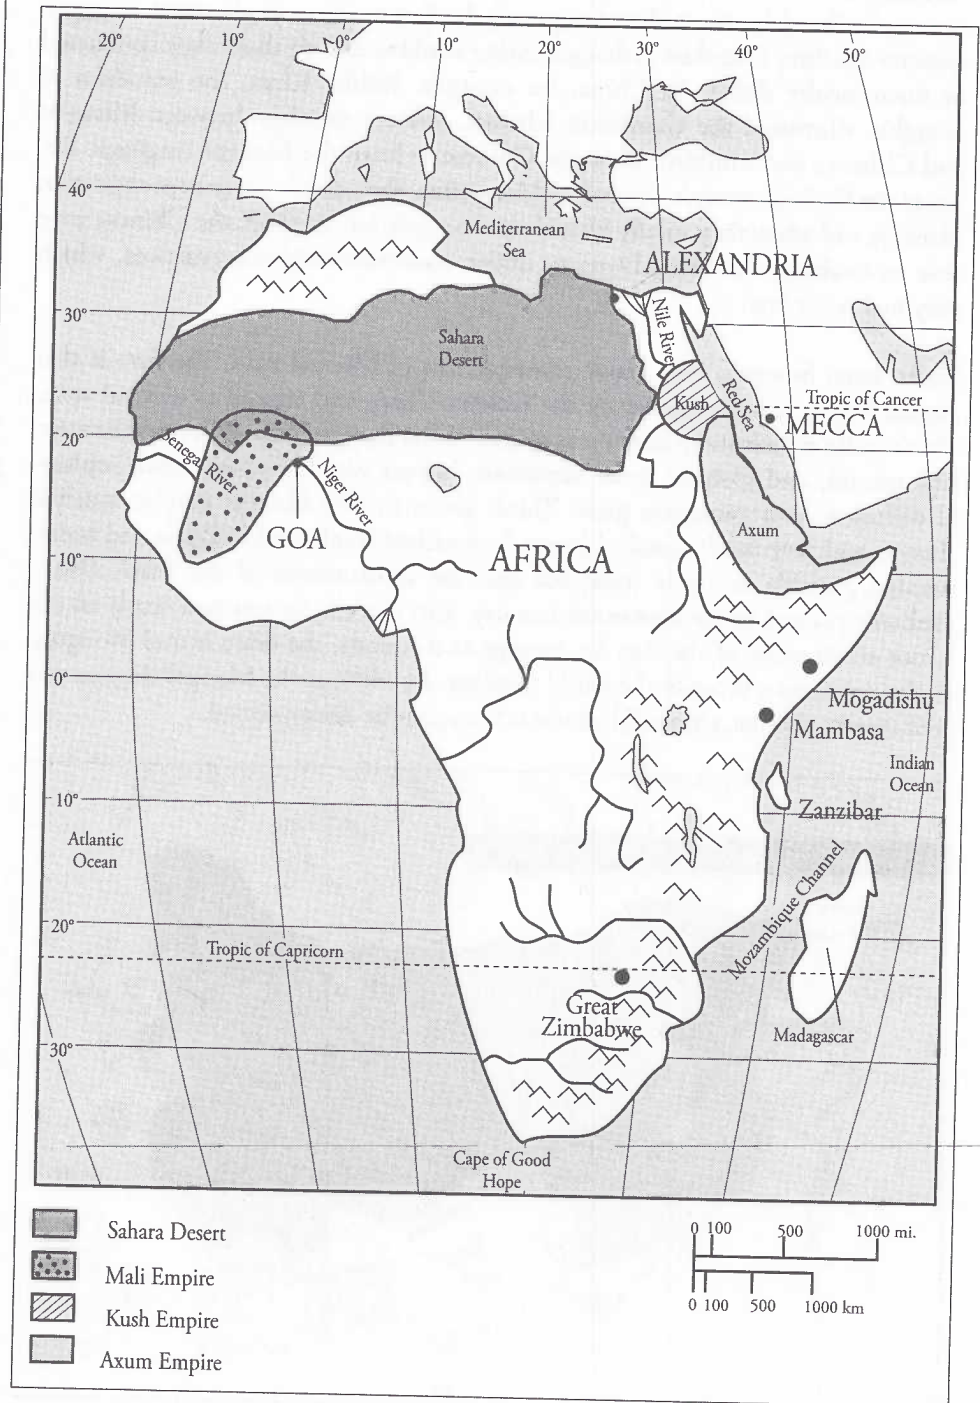 20° 10° 0° 10° 20° 30° 40° 50°
40°
Mediterranean
Sea
ALEXANDRIA
30°
Nile River
Sahara
Desert
Kush
Red Sea
Tropic of Cancer
MECCA
20°
Senegal River
Niger River
GOA
AFRICA
Axum
10°
0°
Mogadishu
Mambasa
Indian
Ocean
Zanzibar
10°
Atlantic
Ocean
Mozambique Channel
20°
Tropic of Capricorn
Great
Zimbabwe
Madagascar
30°
Cape of Good
Hope
Sahara Desert
Mali Empire
Kush Empire
Axum Empire
0 100 500 1000 mi.
0 100 500 1000 km